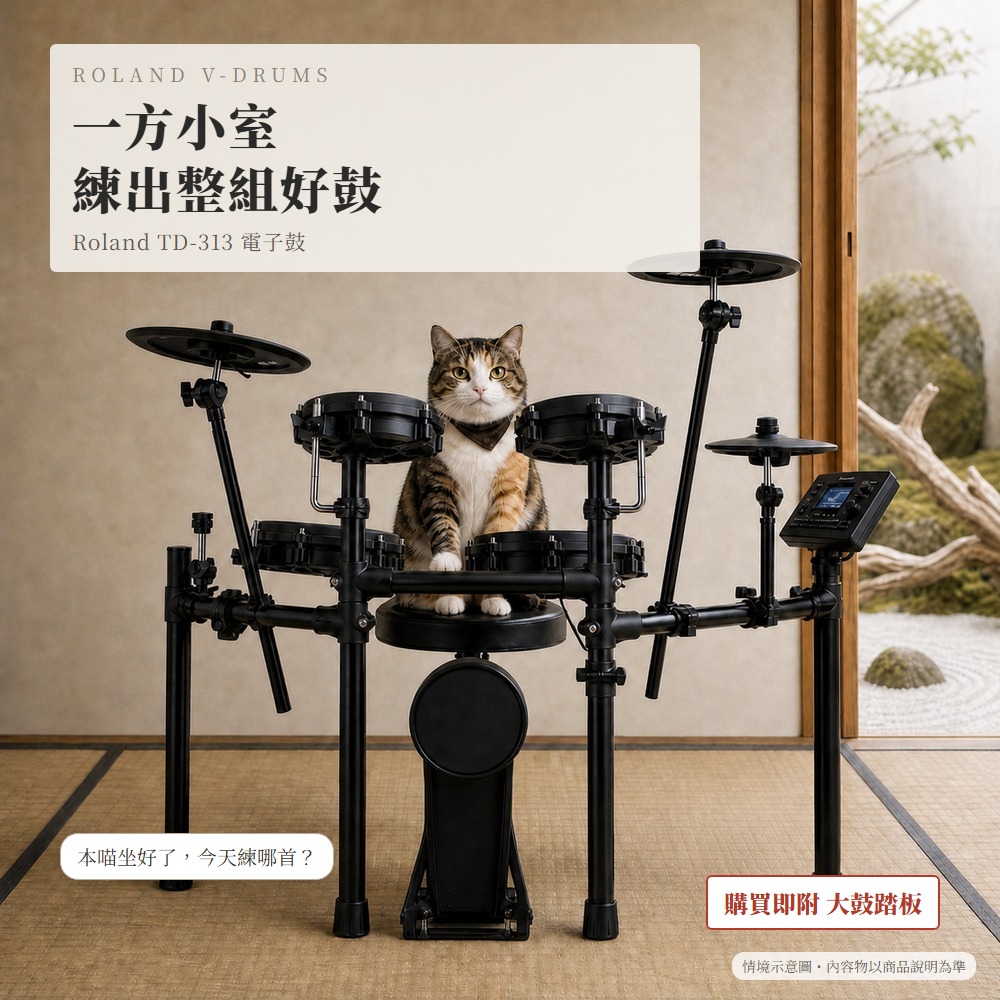 ROLAND V-DRUMS
一方小室
練出整組好鼓
Roland TD-313 電子鼓
本喵坐好了，今天練哪首？
購買即附 大鼓踏板
情境示意圖・內容物以商品說明為準